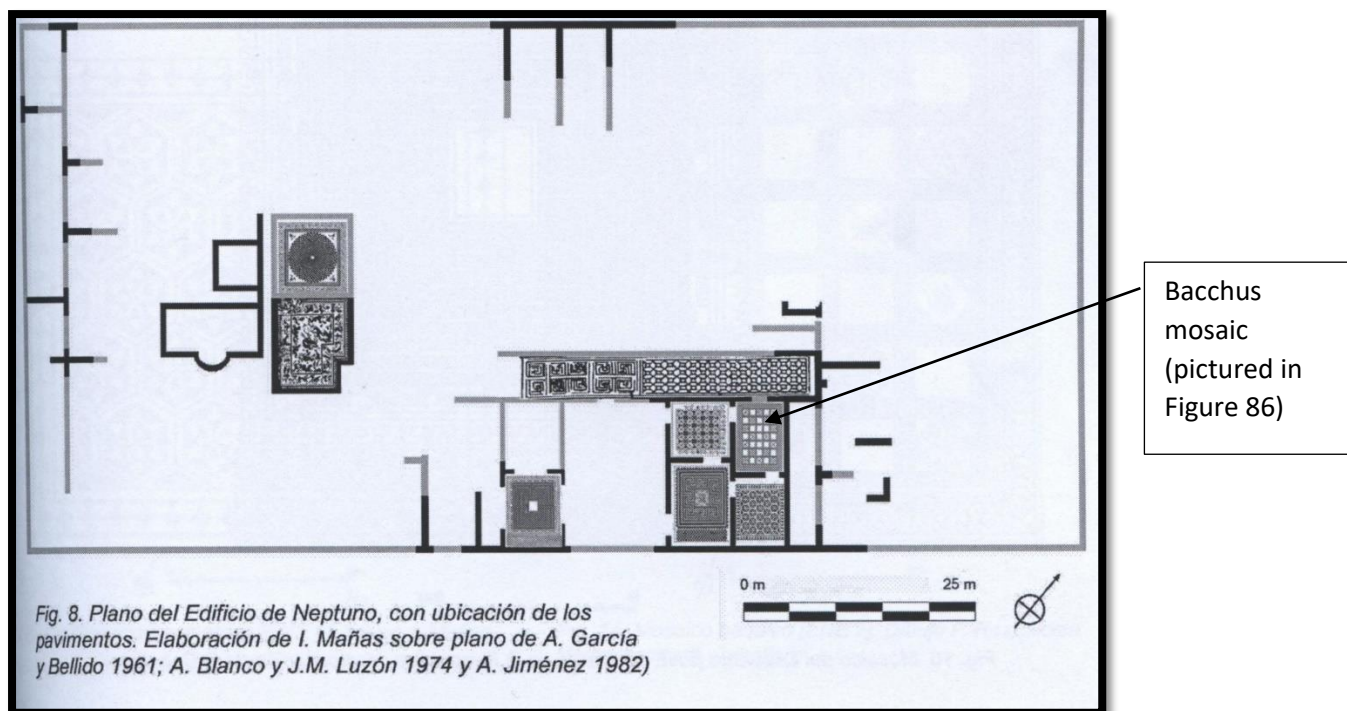 Bacchus
mosaic
(pictured in
Figure 86)
0 m 25 m
Fig. 8. Plano del Edificio de Neptuno, con ubicación de los
pavimentos. Elaboración de I. Mañas sobre plano de A. García
y Bellido 1961; A. Blanco y J.M. Luzón 1974 y A. Jiménez 1982)